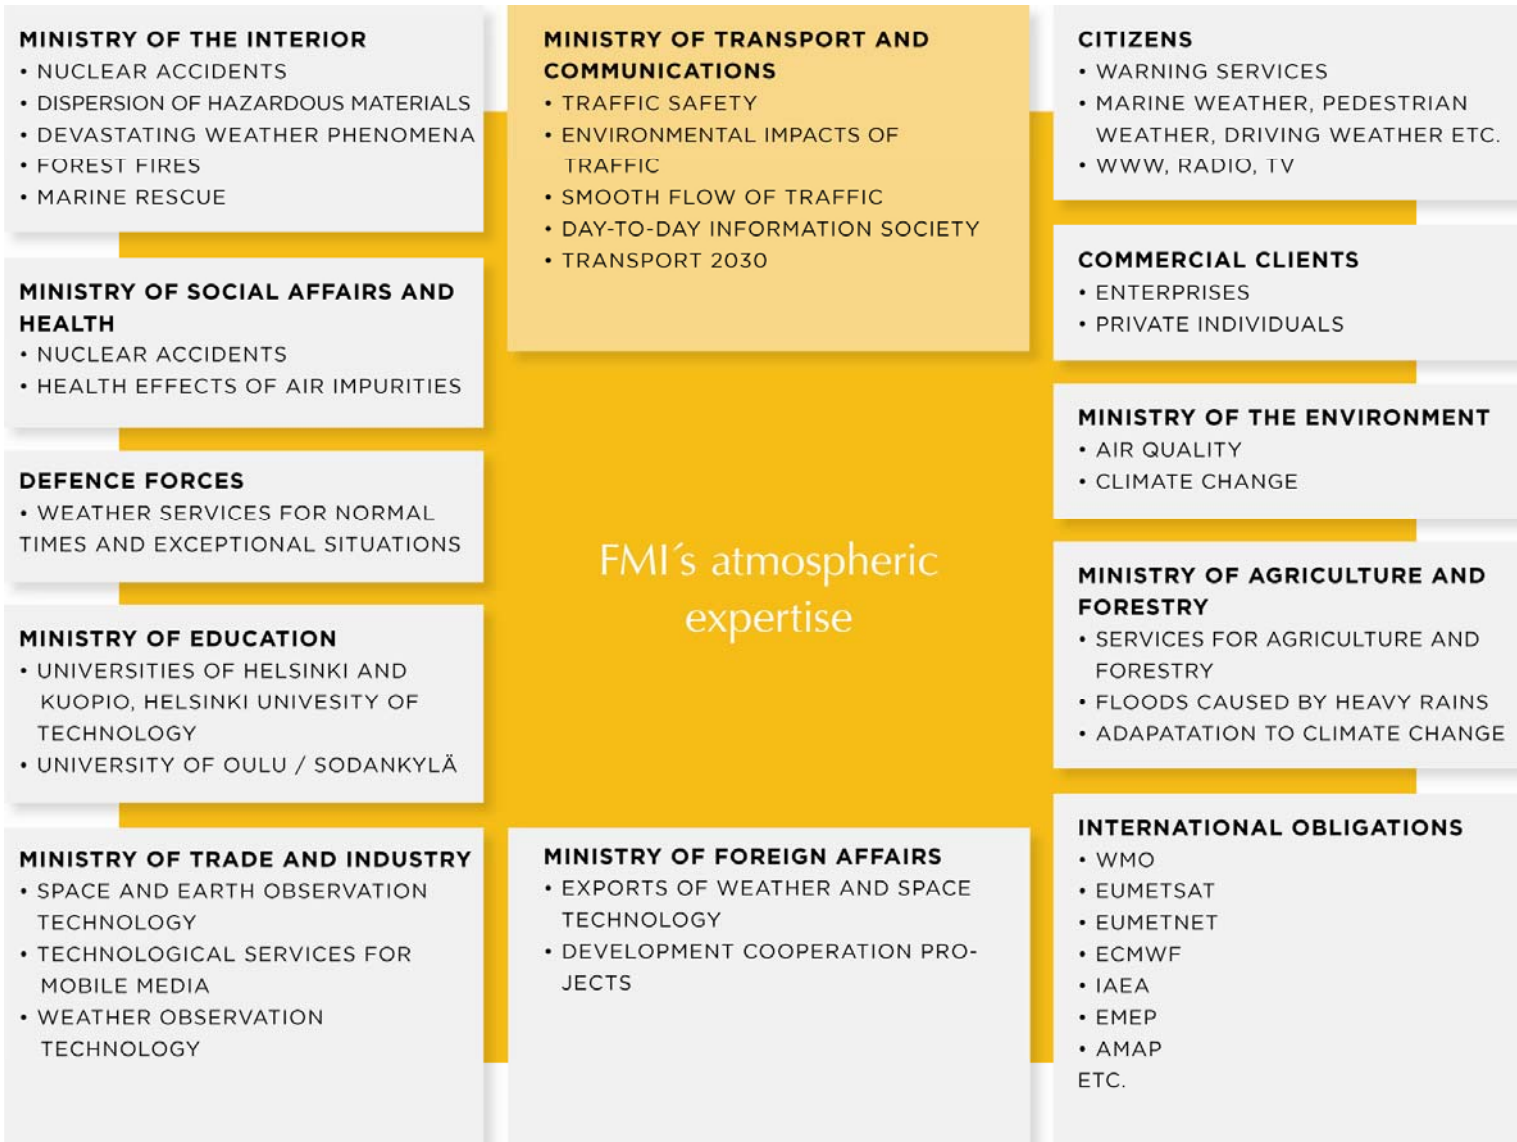 MINISTRY OF THE INTERIOR
• NUCLEAR ACCIDENTS
• DISPERSION OF HAZARDOUS MATERIALS
• DEVASTATING WEATHER PHENOMENA
• FOREST FIRES
• MARINE RESCUE
MINISTRY OF SOCIAL AFFAIRS AND
HEALTH
• NUCLEAR ACCIDENTS
• HEALTH EFFECTS OF AIR IMPURITIES
DEFENCE FORCES
• WEATHER SERVICES FOR NORMAL
TIMES AND EXCEPTIONAL SITUATIONS
MINISTRY OF EDUCATION
• UNIVERSITIES OF HELSINKI AND
KUOPIO, HELSINKI UNIVESITY OF
TECHNOLOGY
• UNIVERSITY OF OULU / SODANKYLÄ
MINISTRY OF TRADE AND INDUSTRY
• SPACE AND EARTH OBSERVATION
TECHNOLOGY
• TECHNOLOGICAL SERVICES FOR
MOBILE MEDIA
• WEATHER OBSERVATION
TECHNOLOGY
MINISTRY OF TRANSPORT AND
COMMUNICATIONS
• TRAFFIC SAFETY
• ENVIRONMENTAL IMPACTS OF
TRAFFIC
• SMOOTH FLOW OF TRAFFIC
• DAY-TO-DAY INFORMATION SOCIETY
• TRANSPORT 2030
FMI´s atmospheric
expertise
MINISTRY OF FOREIGN AFFAIRS
• EXPORTS OF WEATHER AND SPACE
TECHNOLOGY
• DEVELOPMENT COOPERATION PRO-
JECTS
CITIZENS
• WARNING SERVICES
• MARINE WEATHER, PEDESTRIAN
WEATHER, DRIVING WEATHER ETC.
• WWW, RADIO, TV
COMMERCIAL CLIENTS
• ENTERPRISES
• PRIVATE INDIVIDUALS
MINISTRY OF THE ENVIRONMENT
• AIR QUALITY
• CLIMATE CHANGE
MINISTRY OF AGRICULTURE AND
FORESTRY
• SERVICES FOR AGRICULTURE AND
FORESTRY
• FLOODS CAUSED BY HEAVY RAINS
• ADAPATATION TO CLIMATE CHANGE
INTERNATIONAL OBLIGATIONS
• WMO
• EUMETSAT
• EUMETNET
• ECMWF
• IAEA
• EMEP
• AMAP
ETC.